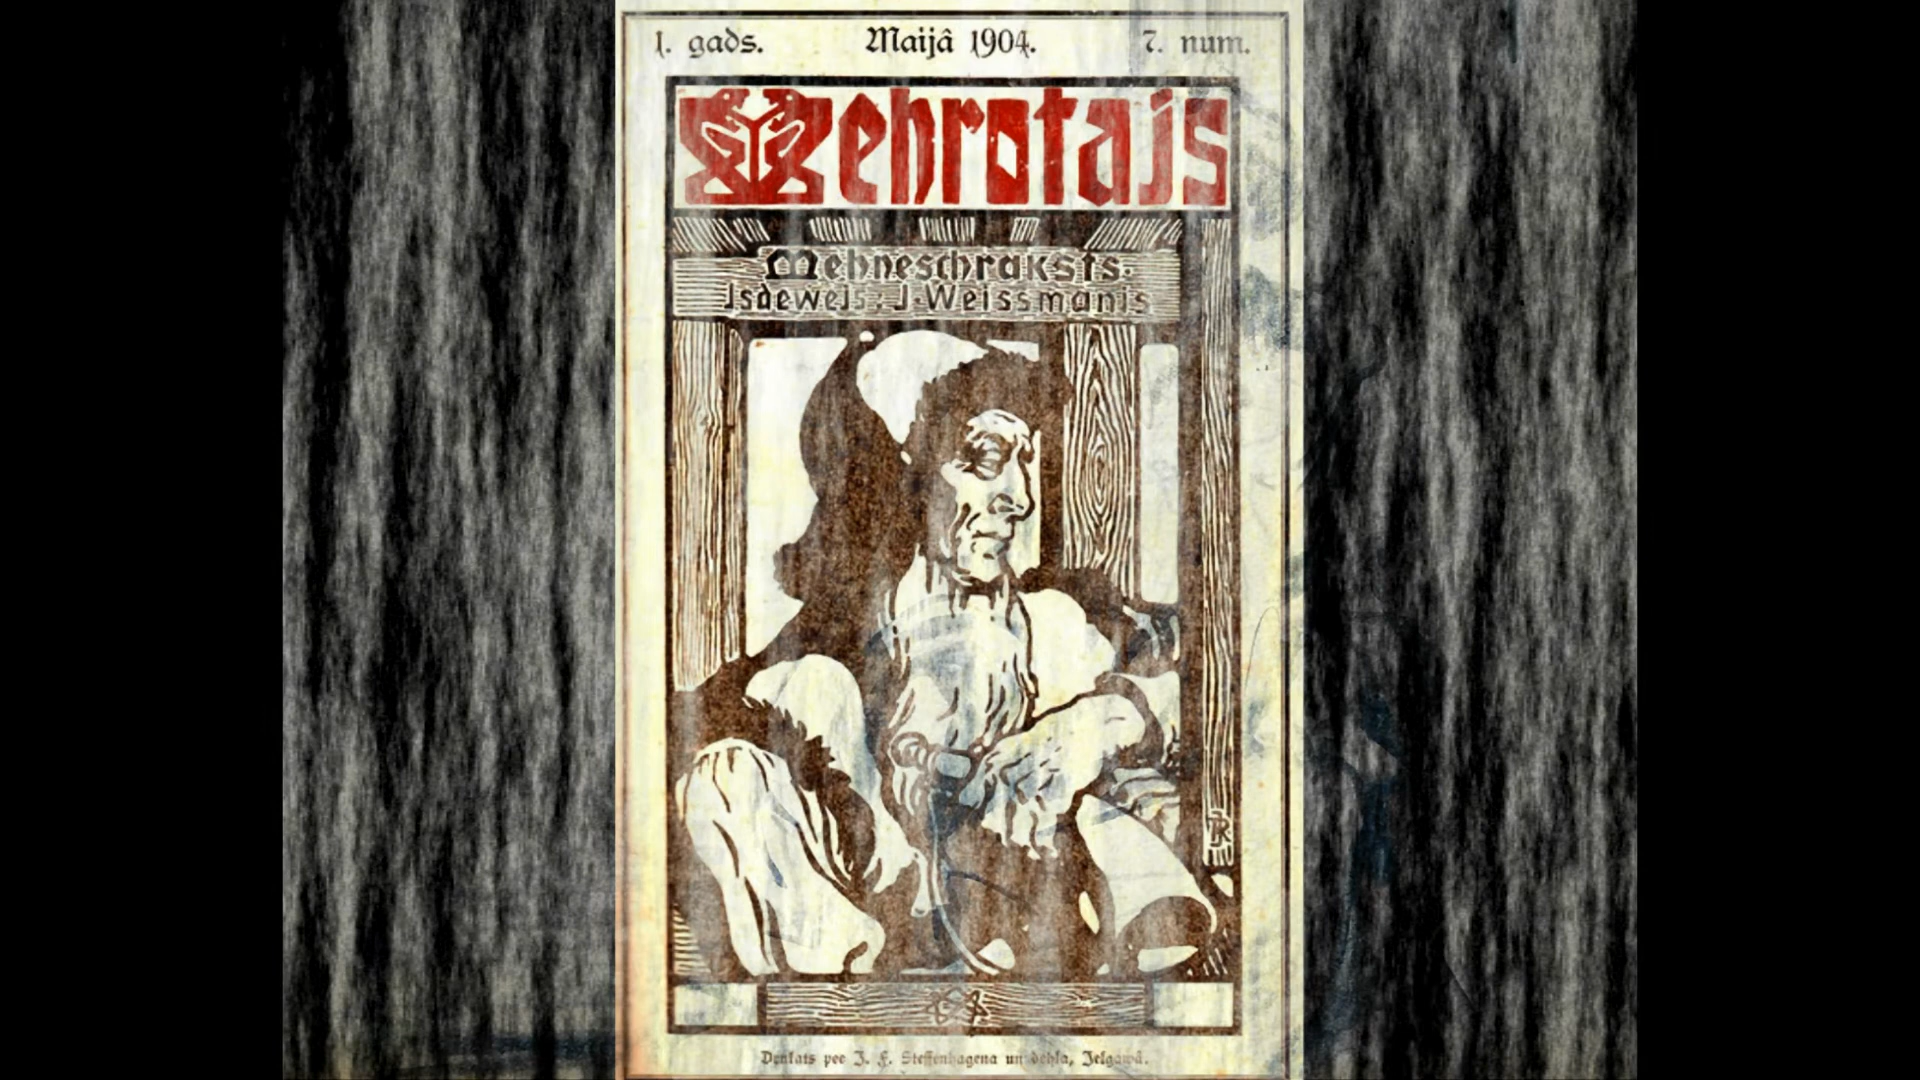 1. gads. Maijâ 1904. 7. num.
Wehrotajs
Mehneschraksts.
Isdewejs: J. Weissmanis
Drukats pee J. F. Steffenhagena un dehla, Jelgawâ.